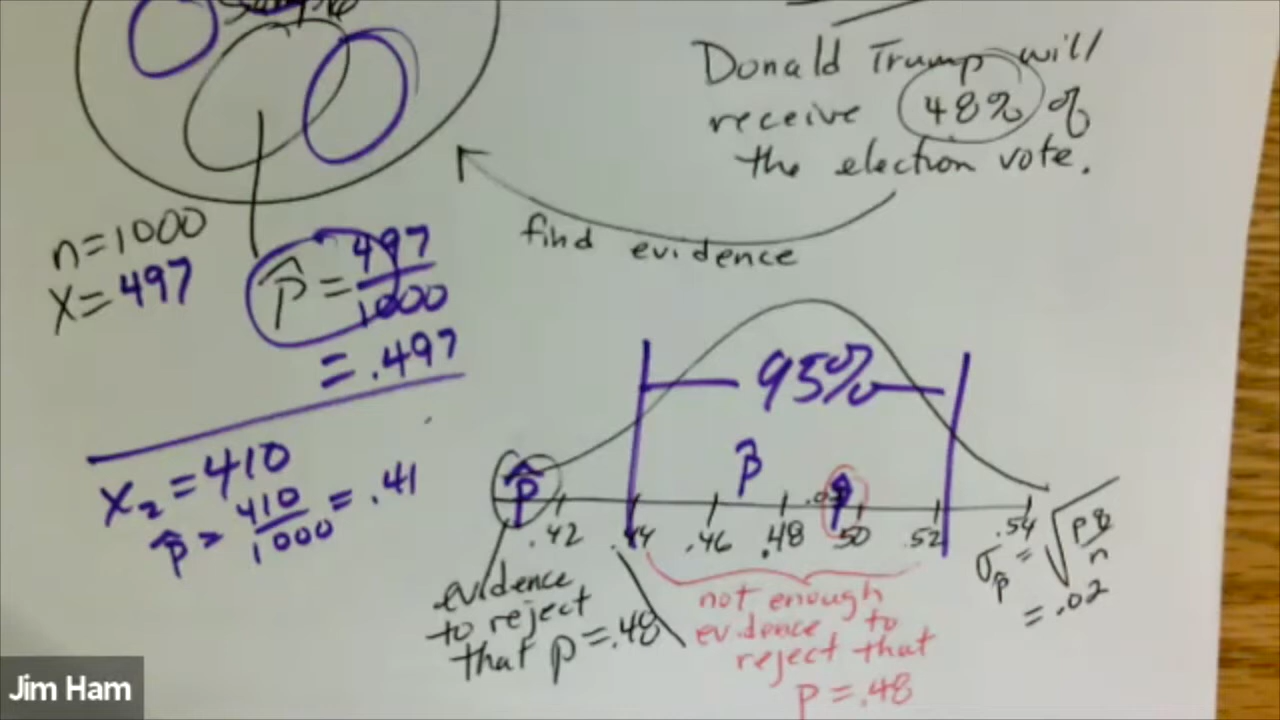 Sample
Donald Trump will
receive 48% of
the election vote.
find evidence
n=1000
X=497
p̂ = 497/1000
= .497
X₂ = 410
p̂ = 410/1000 = .41
95%
p̂
p̂
p̂
.42 .44 .46 .48 .50 .52 .54
σp̂ = √pq/n
= .02
evidence
to reject
that p=.48
not enough
evidence to
reject that
p=.48
Jim Ham